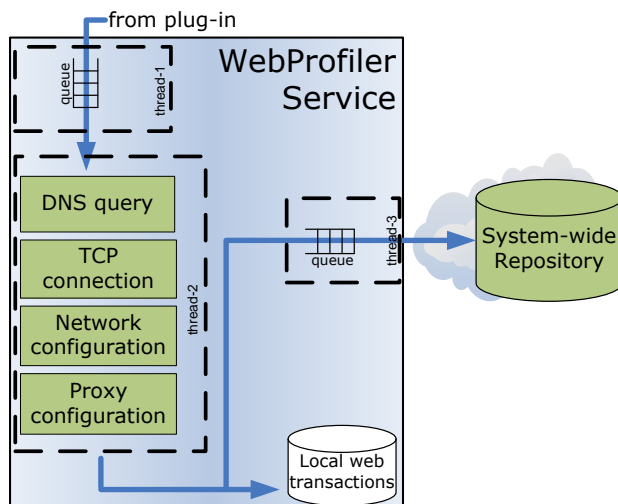 from plug-in
WebProfiler
Service
queue
thread-1
DNS query
TCP
connection
Network
configuration
Proxy
configuration
thread-2
queue
thread-3
System-wide
Repository
Local web
transactions